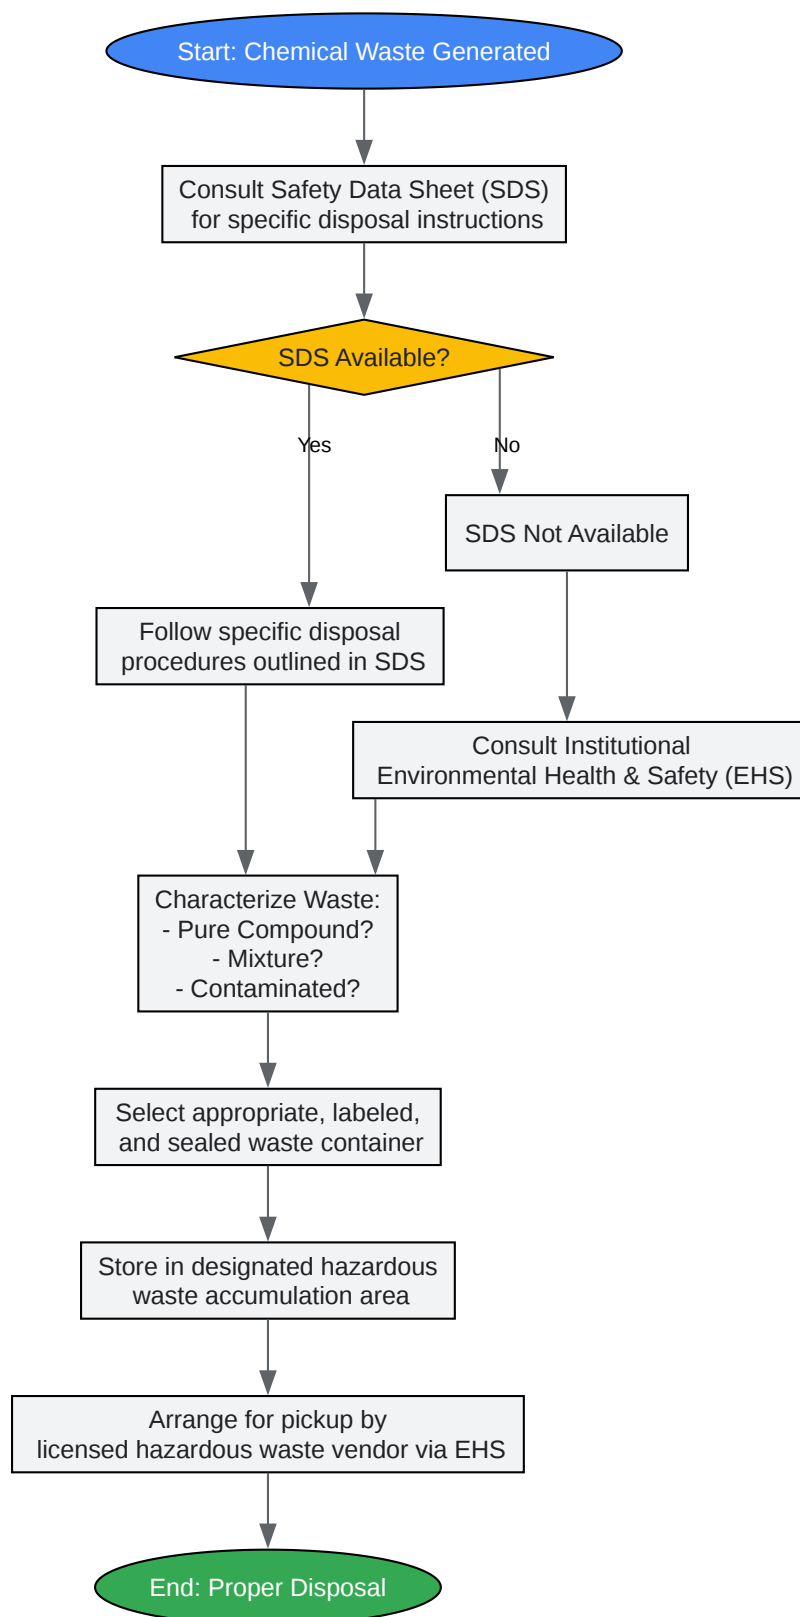 Start: Chemical Waste Generated
Consult Safety Data Sheet (SDS)
for specific disposal instructions
SDS Available?
Yes
No
SDS Not Available
Follow specific disposal
procedures outlined in SDS
Consult Institutional
Environmental Health & Safety (EHS)
Characterize Waste:
- Pure Compound?
- Mixture?
- Contaminated?
Select appropriate, labeled,
and sealed waste container
Store in designated hazardous
waste accumulation area
Arrange for pickup by
licensed hazardous waste vendor via EHS
End: Proper Disposal